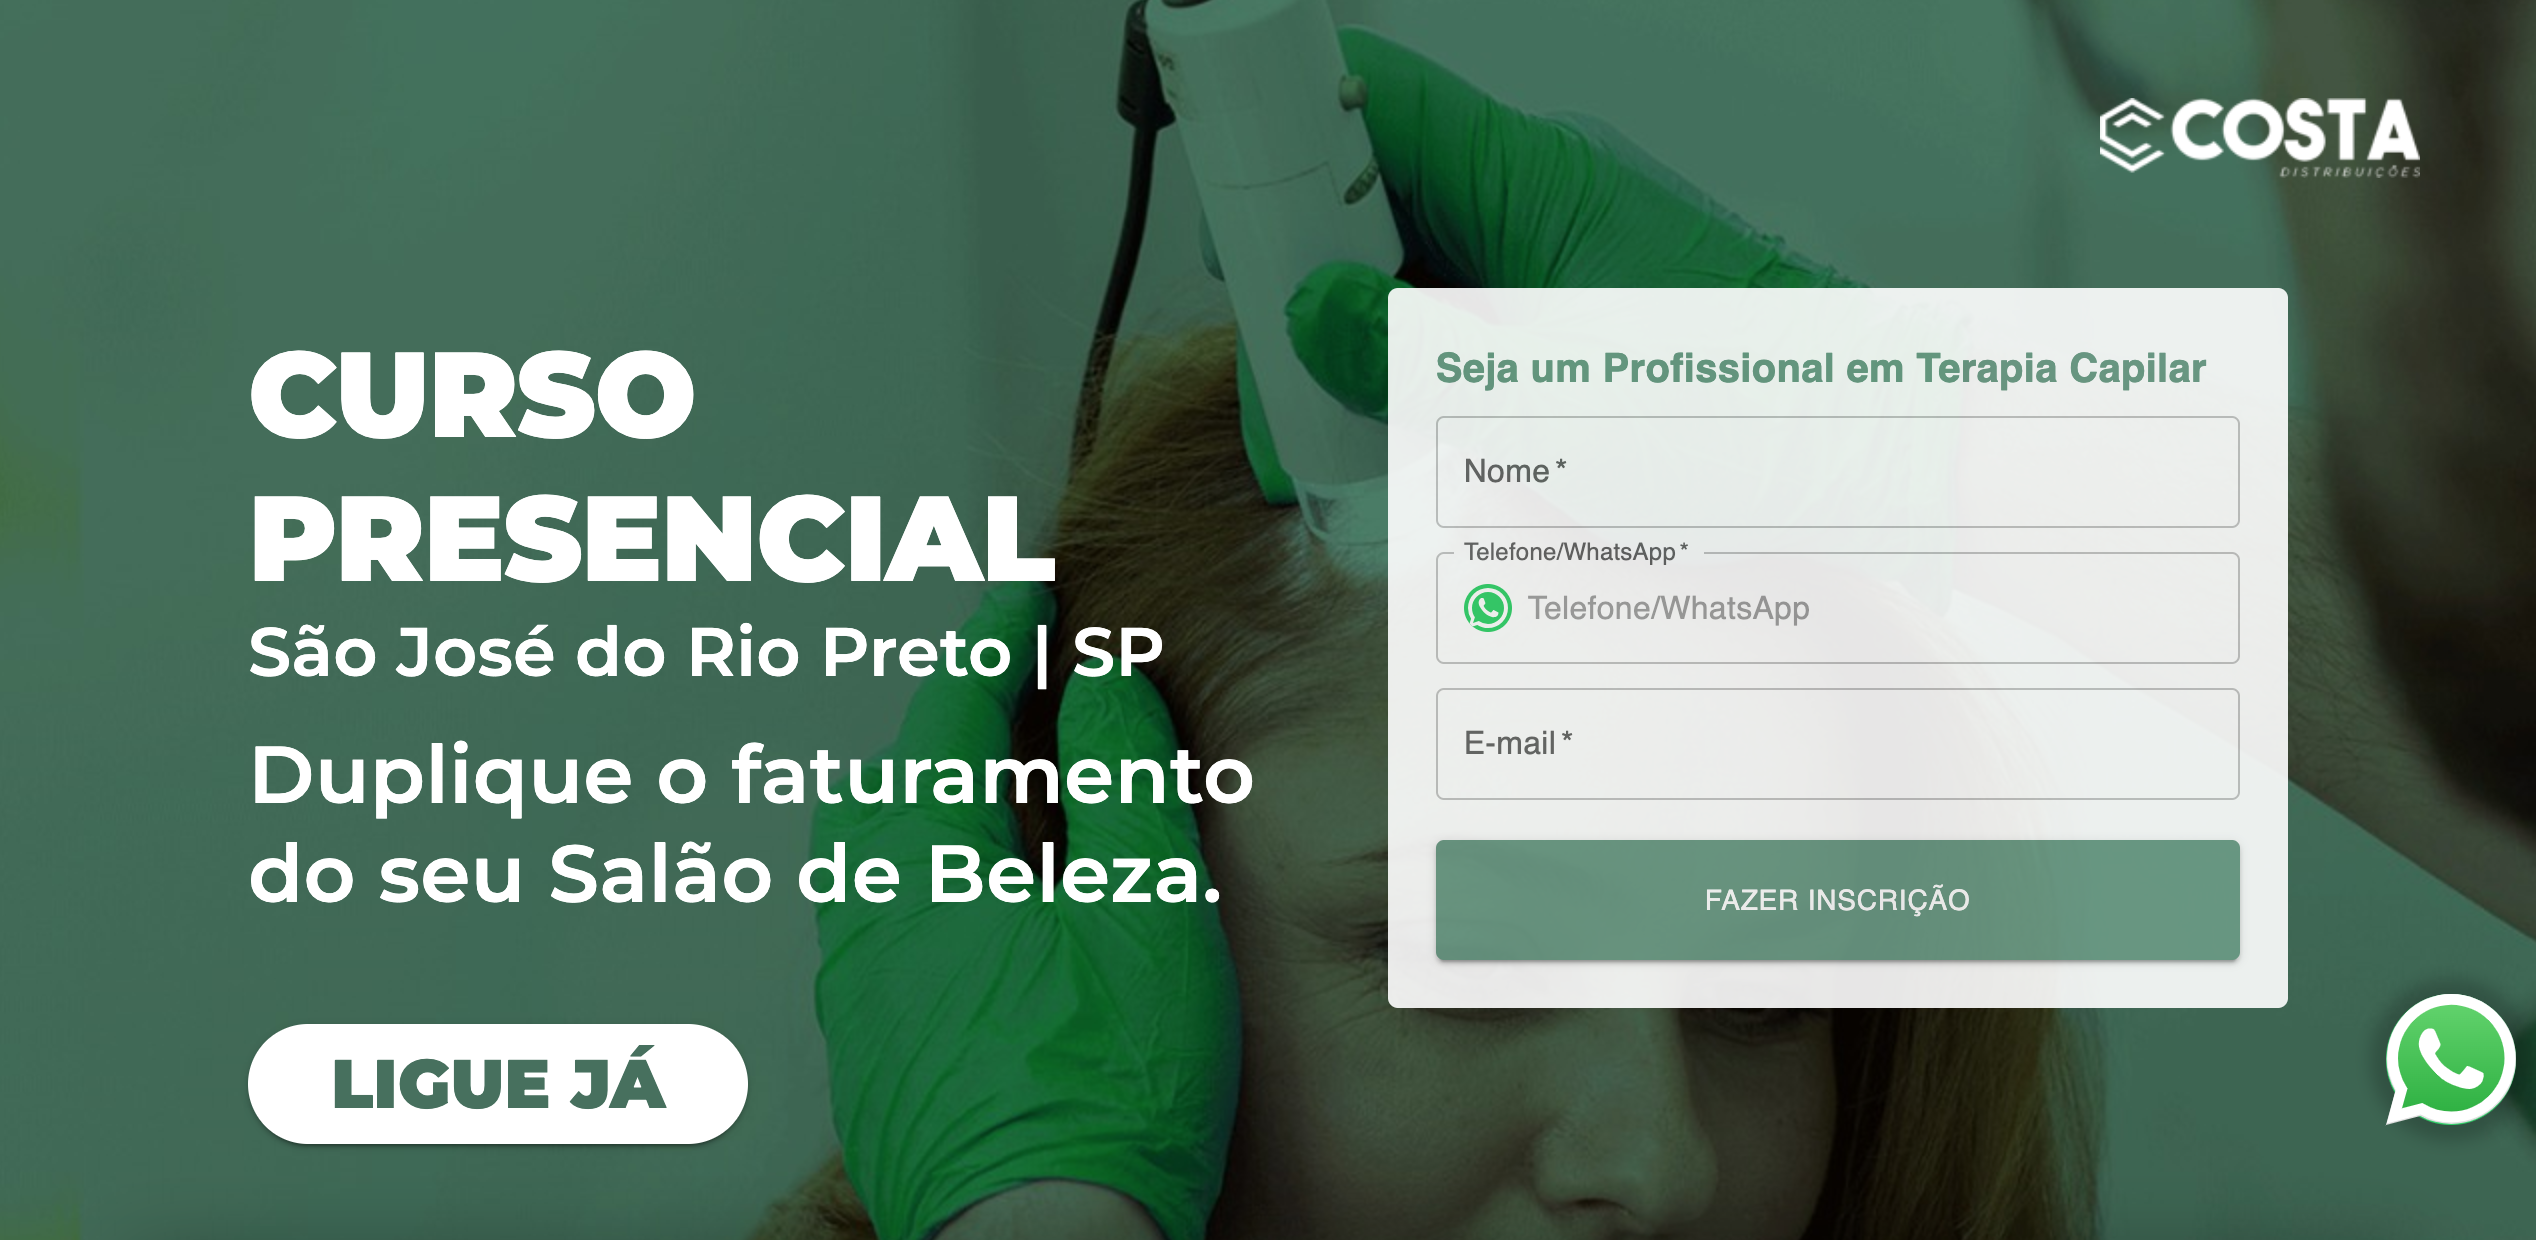 COSTA
DISTRIBUIÇÕES
CURSO
PRESENCIAL
São José do Rio Preto | SP
Duplique o faturamento
do seu Salão de Beleza.
LIGUE JÁ
Seja um Profissional em Terapia Capilar
Nome *
Telefone/WhatsApp *
Telefone/WhatsApp
E-mail *
FAZER INSCRIÇÃO